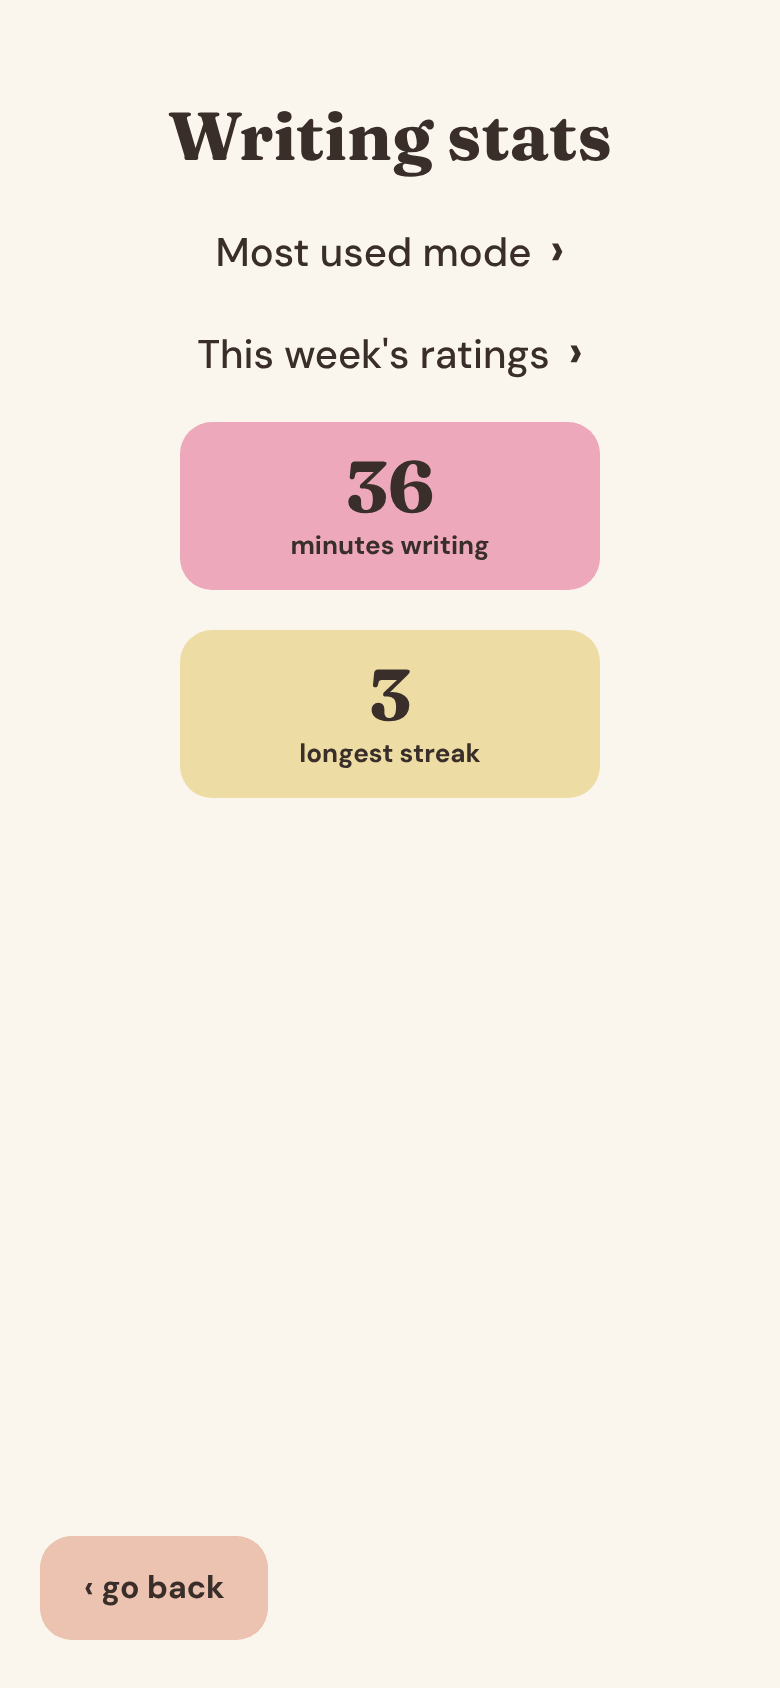 Writing stats
Most used mode ›
This week's ratings ›
36
minutes writing
3
longest streak
‹ go back